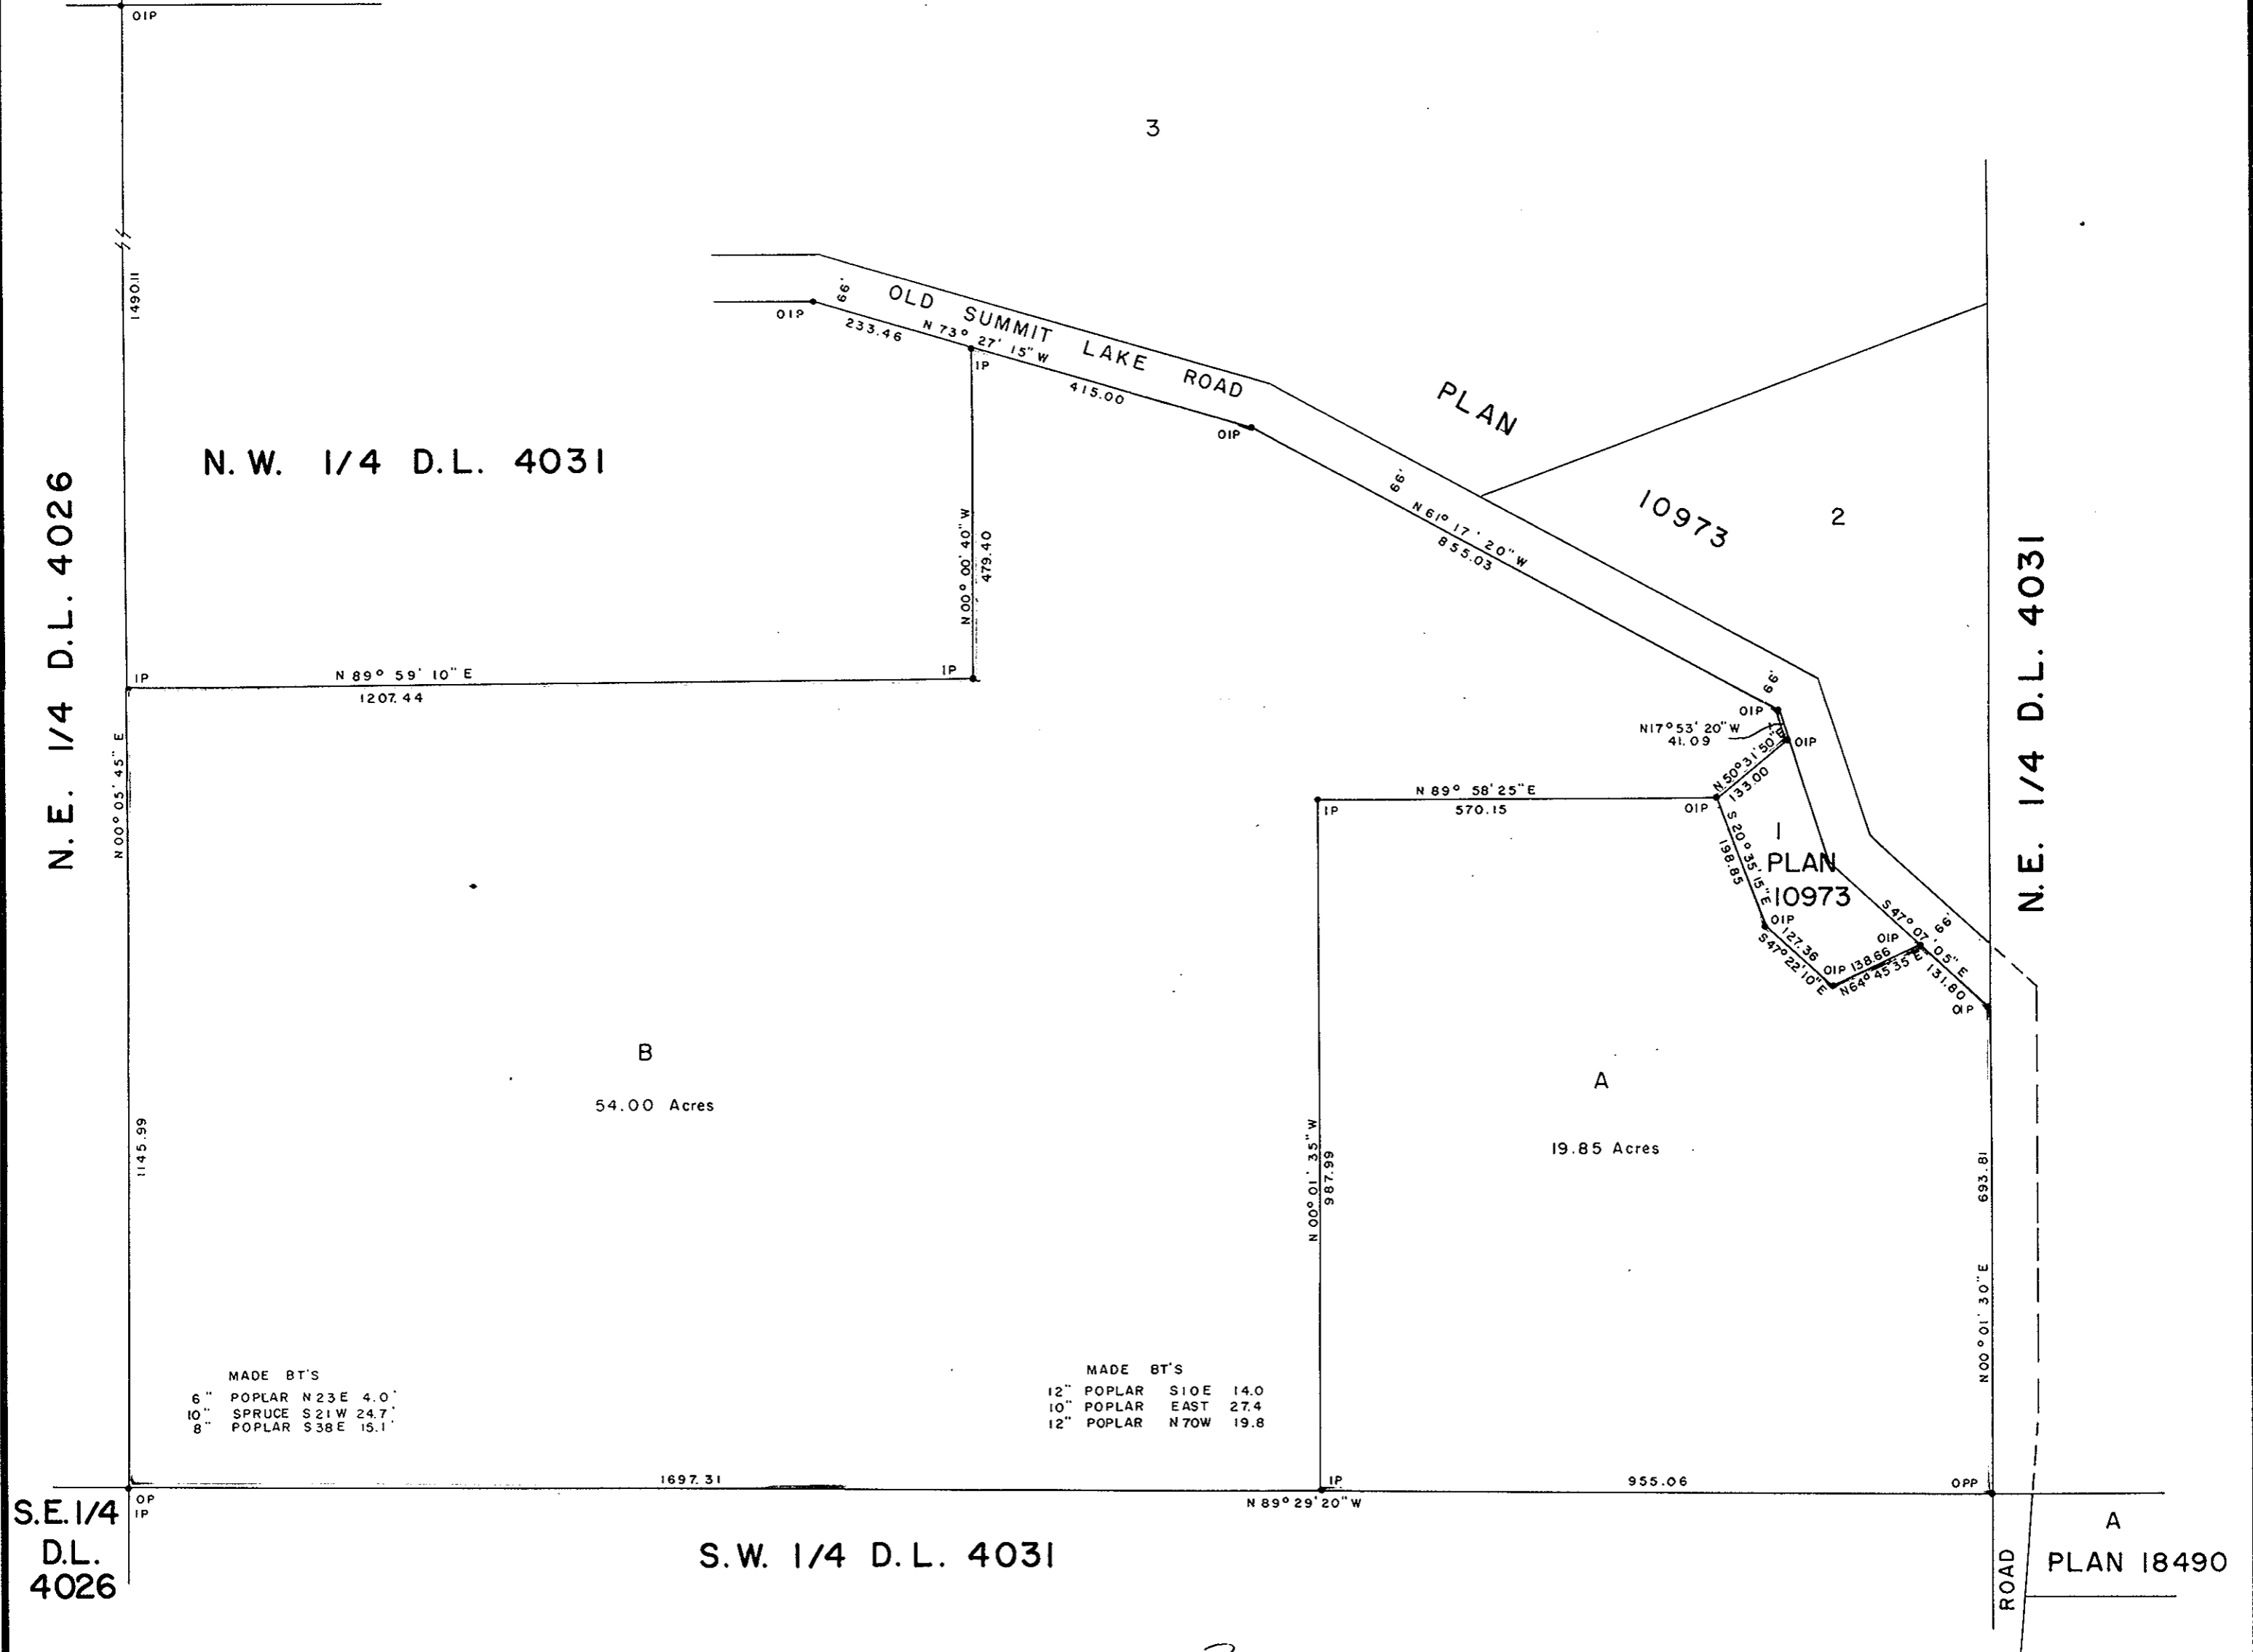 OIP
3
1490.11
66'
OLD SUMMIT LAKE ROAD
OIP
233.46
N 73° 27' 15" W
IP
415.00
OIP
PLAN
10973
2
66'
N 61° 17' 20" W
855.03
N.W. 1/4 D.L. 4031
N.E. 1/4 D.L. 4026
N.E. 1/4 D.L. 4031
N 00° 00' 40" W
479.40
IP
N 89° 59' 10" E
IP
1207.44
N 00° 05' 45" E
66'
OIP
N17° 53' 20" W
41.09
OIP
N 50° 31' 50" E
133.00
N 89° 58' 25" E
570.15
IP
OIP
S 20° 35' 15" E
198.85
1
PLAN
10973
OIP
127.36
S 47° 22' 10" E
OIP
138.66
N 64° 45' 35" E
OIP
S 47° 07' 05" E
66'
131.80
OIP
B
54.00 Acres
A
19.85 Acres
1145.99
N 00° 01' 35" W
987.99
693.81
N 00° 01' 30" E
MADE BT'S
6" POPLAR N 23 E 4.0'
10" SPRUCE S 21 W 24.7'
8" POPLAR S 38 E 15.1'
MADE BT'S
12" POPLAR S10E 14.0
10" POPLAR EAST 27.4
12" POPLAR N 70W 19.8
1697.31
IP
955.06
OPP
OP
IP
N 89° 29' 20" W
S.E. 1/4
D.L.
4026
S.W. 1/4 D.L. 4031
ROAD
A
PLAN 18490